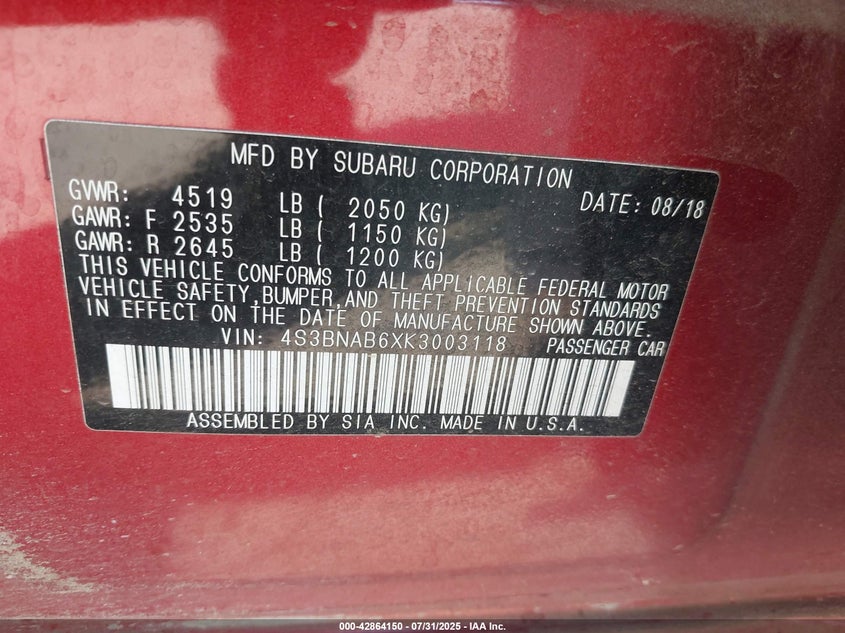 MFD BY SUBARU CORPORATION
GVWR: 4519 LB ( 2050 KG) DATE: 08/18
GAWR: F 2535 LB ( 1150 KG)
GAWR: R 2645 LB ( 1200 KG)
THIS VEHICLE CONFORMS TO ALL APPLICABLE FEDERAL MOTOR
VEHICLE SAFETY,BUMPER,AND THEFT PREVENTION STANDARDS
IN EFFECT ON THE DATE OF MANUFACTURE SHOWN ABOVE.
VIN: 4S3BNAB6XK3003118 PASSENGER CAR
ASSEMBLED BY SIA INC. MADE IN U.S.A.
000-42864150 - 07/31/2025 - IAA Inc.